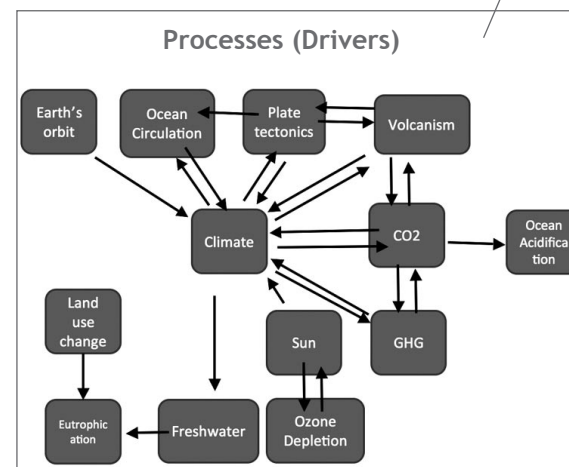 Processes (Drivers)
Earth's
orbit
Ocean
Circulation
Plate
tectonics
Volcanism
Climate
CO2
Ocean
Acidifica
tion
Land
use
change
Sun
GHG
Eutrophic
ation
Freshwater
Ozone
Depletion